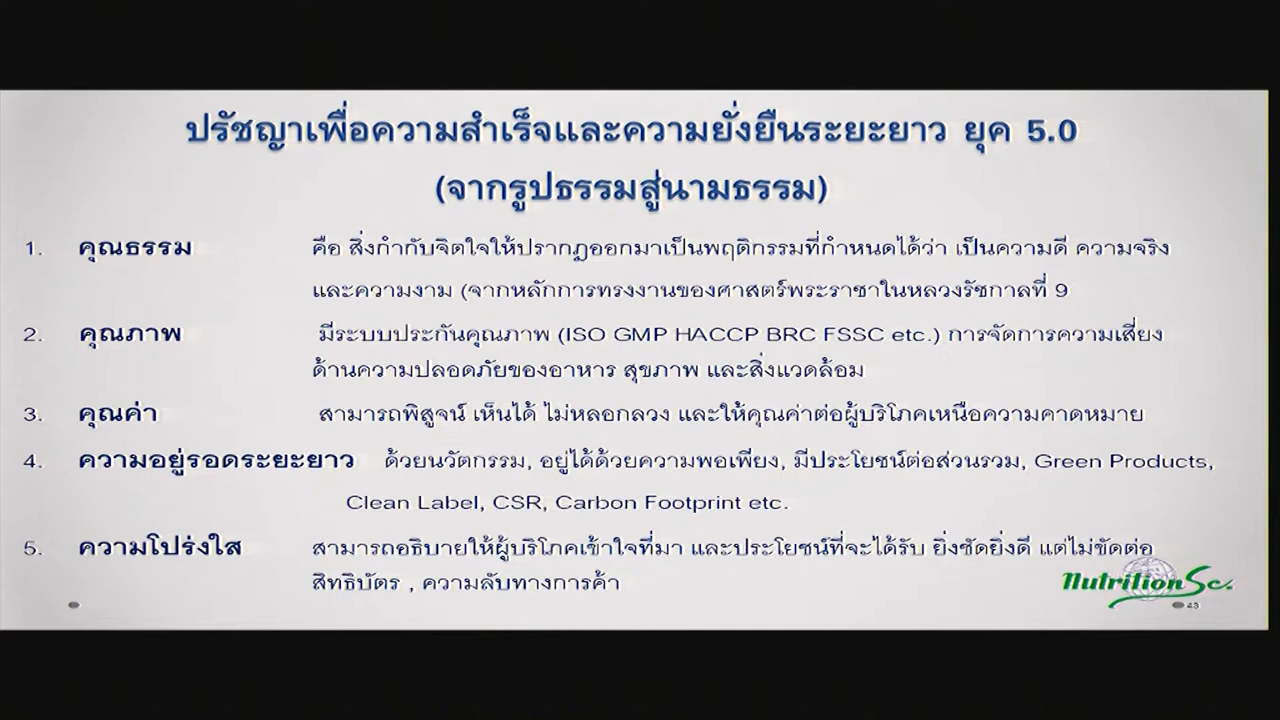 ปรัชญาเพื่อความสำเร็จและความยั่งยืนระยะยาว ยุค 5.0
(จากรูปธรรมสู่นามธรรม)
1. คุณธรรม คือ สิ่งกำกับจิตใจให้ปรากฏออกมาเป็นพฤติกรรมที่กำหนดได้ว่า เป็นความดี ความจริง
และความงาม (จากหลักการทรงงานของศาสตร์พระราชาในหลวงรัชกาลที่ 9
2. คุณภาพ มีระบบประกันคุณภาพ (ISO GMP HACCP BRC FSSC etc.) การจัดการความเสี่ยง
ด้านความปลอดภัยของอาหาร สุขภาพ และสิ่งแวดล้อม
3. คุณค่า สามารถพิสูจน์ เห็นได้ ไม่หลอกลวง และให้คุณค่าต่อผู้บริโภคเหนือความคาดหมาย
4. ความอยู่รอดระยะยาว ด้วยนวัตกรรม, อยู่ได้ด้วยความพอเพียง, มีประโยชน์ต่อส่วนรวม, Green Products,
Clean Label, CSR, Carbon Footprint etc.
5. ความโปร่งใส สามารถอธิบายให้ผู้บริโภคเข้าใจที่มา และประโยชน์ที่จะได้รับ ยิ่งชัดยิ่งดี แต่ไม่ขัดต่อ
สิทธิบัตร , ความลับทางการค้า
NutritionSc.
43